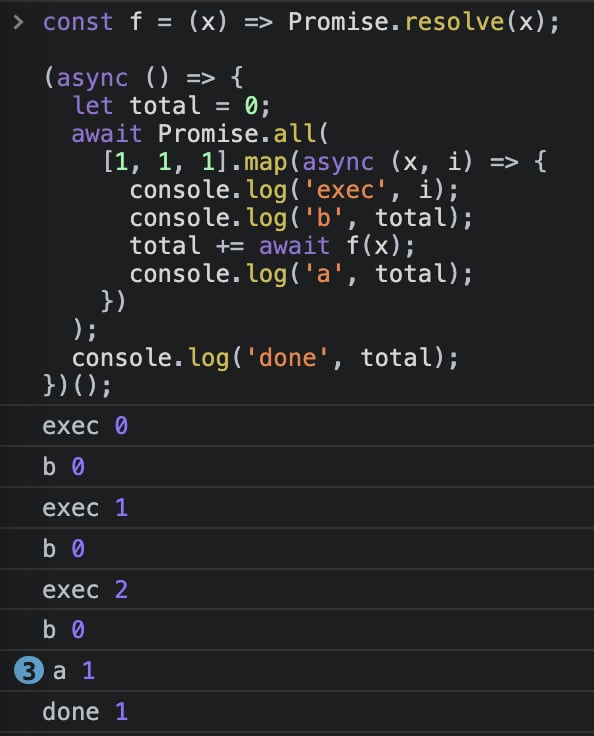 > const f = (x) => Promise.resolve(x);
(async () => {
  let total = 0;
  await Promise.all(
    [1, 1, 1].map(async (x, i) => {
      console.log('exec', i);
      console.log('b', total);
      total += await f(x);
      console.log('a', total);
    })
  );
  console.log('done', total);
})();
exec 0
b 0
exec 1
b 0
exec 2
b 0
3 a 1
done 1